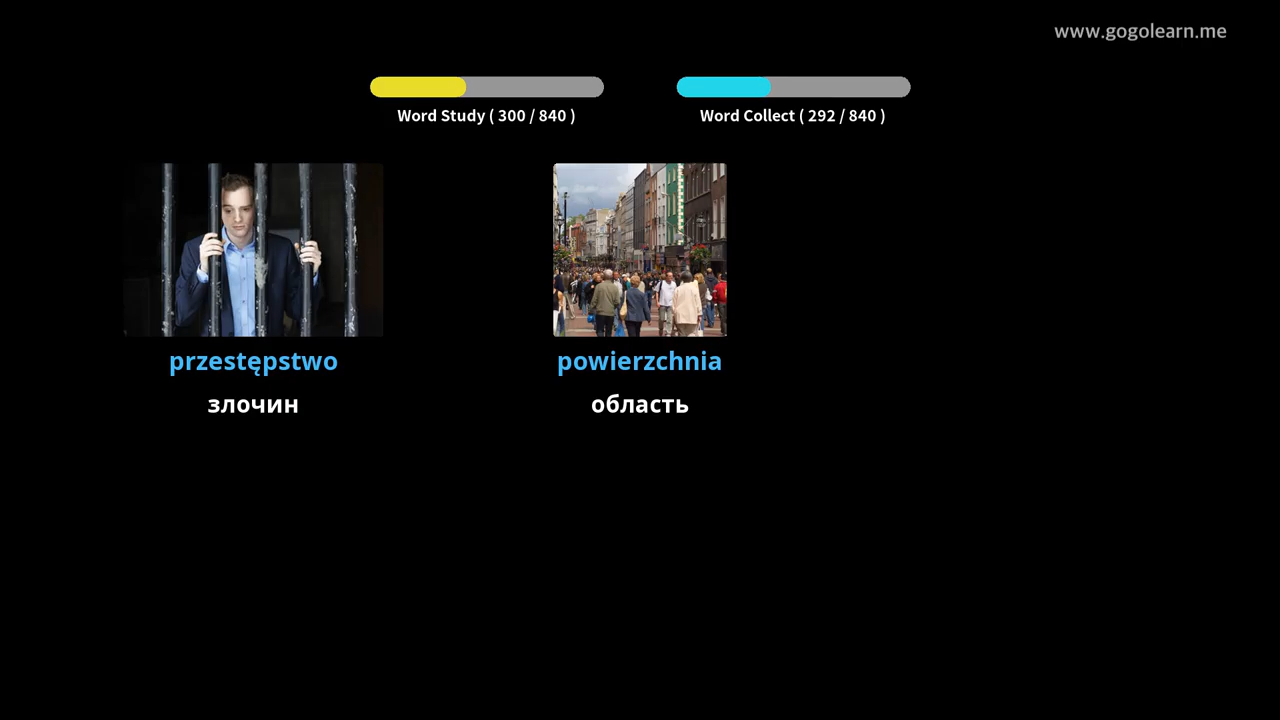 www.gogolearn.me
Word Study ( 300 / 840 )
Word Collect ( 292 / 840 )
przestępstwo
powierzchnia
злочин
область